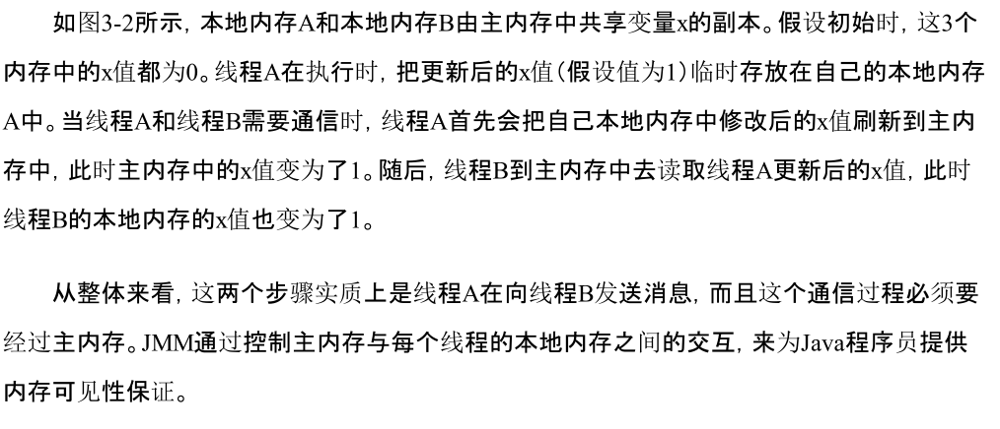 如图3-2所示，本地内存A和本地内存B由主内存中共享变量x的副本。假设初始时，这3个
内存中的x值都为0。线程A在执行时，把更新后的x值（假设值为1）临时存放在自己的本地内存
A中。当线程A和线程B需要通信时，线程A首先会把自己本地内存中修改后的x值刷新到主内
存中，此时主内存中的x值变为了1。随后，线程B到主内存中去读取线程A更新后的x值，此时
线程B的本地内存的x值也变为了1。
从整体来看，这两个步骤实质上是线程A在向线程B发送消息，而且这个通信过程必须要
经过主内存。JMM通过控制主内存与每个线程的本地内存之间的交互，来为Java程序员提供
内存可见性保证。